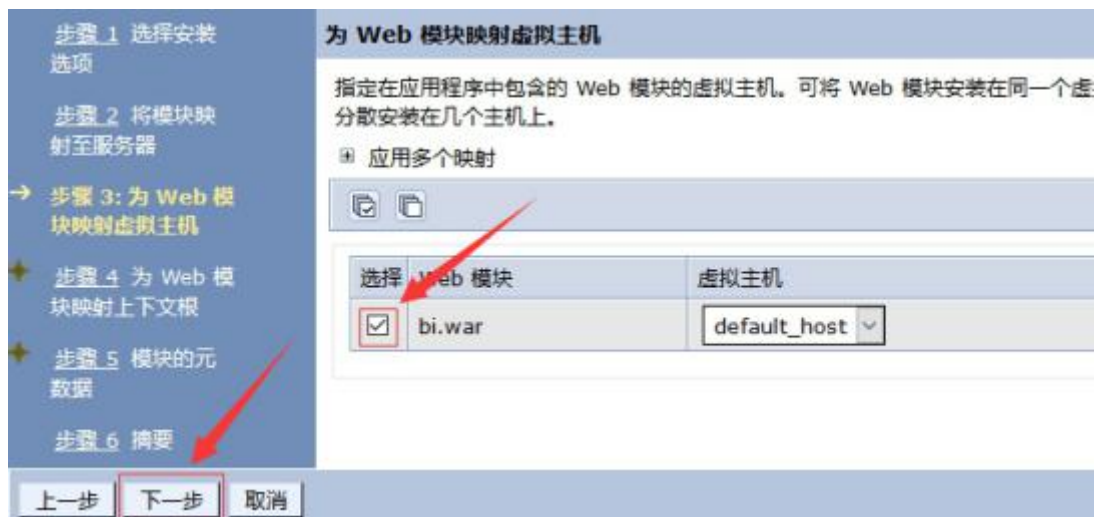 步骤 1 选择安装
选项
步骤 2 将模块映
射至服务器
步骤 3: 为 Web 模
块映射虚拟主机
步骤 4 为 Web 模
块映射上下文根
步骤 5 模块的元
数据
步骤 6 摘要
为 Web 模块映射虚拟主机
指定在应用程序中包含的 Web 模块的虚拟主机。可将 Web 模块安装在同一个虚
分散安装在几个主机上。
应用多个映射
选择 Web 模块 虚拟主机
bi.war default_host
上一步 下一步 取消